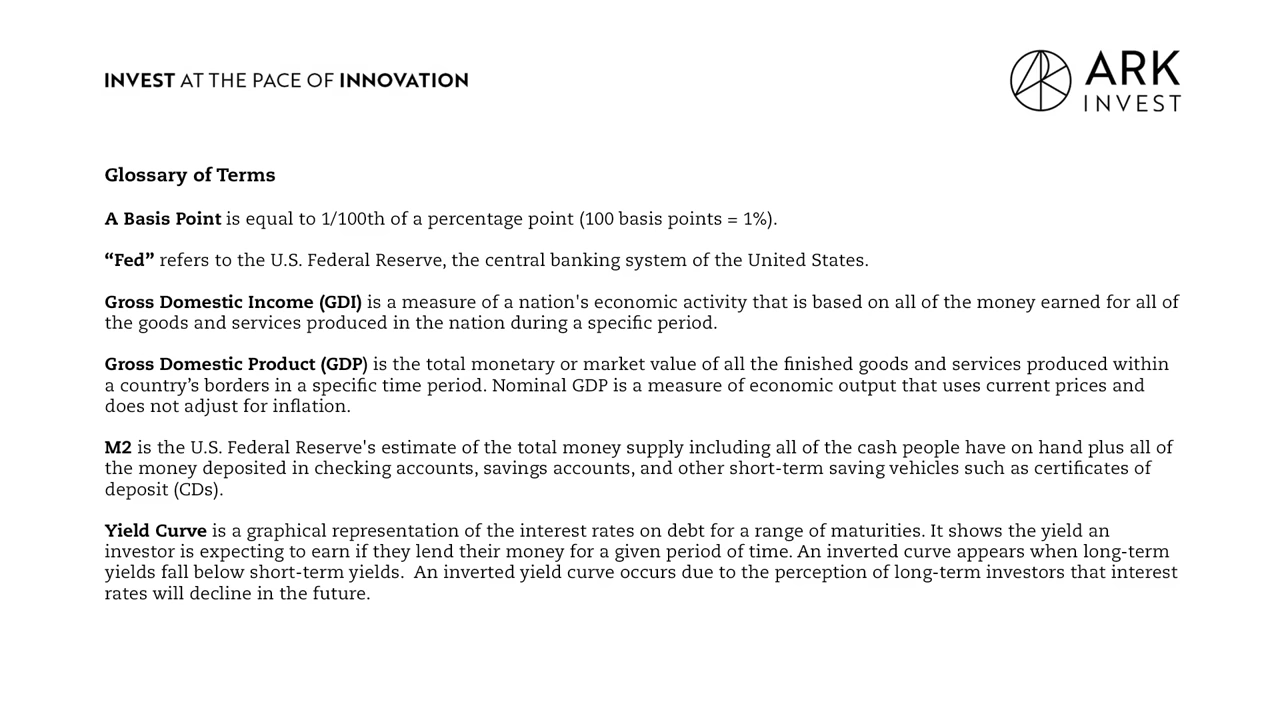 INVEST AT THE PACE OF INNOVATION
ARK
INVEST
Glossary of Terms
A Basis Point is equal to 1/100th of a percentage point (100 basis points = 1%).
“Fed” refers to the U.S. Federal Reserve, the central banking system of the United States.
Gross Domestic Income (GDI) is a measure of a nation's economic activity that is based on all of the money earned for all of
the goods and services produced in the nation during a specific period.
Gross Domestic Product (GDP) is the total monetary or market value of all the finished goods and services produced within
a country’s borders in a specific time period. Nominal GDP is a measure of economic output that uses current prices and
does not adjust for inflation.
M2 is the U.S. Federal Reserve's estimate of the total money supply including all of the cash people have on hand plus all of
the money deposited in checking accounts, savings accounts, and other short-term saving vehicles such as certificates of
deposit (CDs).
Yield Curve is a graphical representation of the interest rates on debt for a range of maturities. It shows the yield an
investor is expecting to earn if they lend their money for a given period of time. An inverted curve appears when long-term
yields fall below short-term yields.  An inverted yield curve occurs due to the perception of long-term investors that interest
rates will decline in the future.